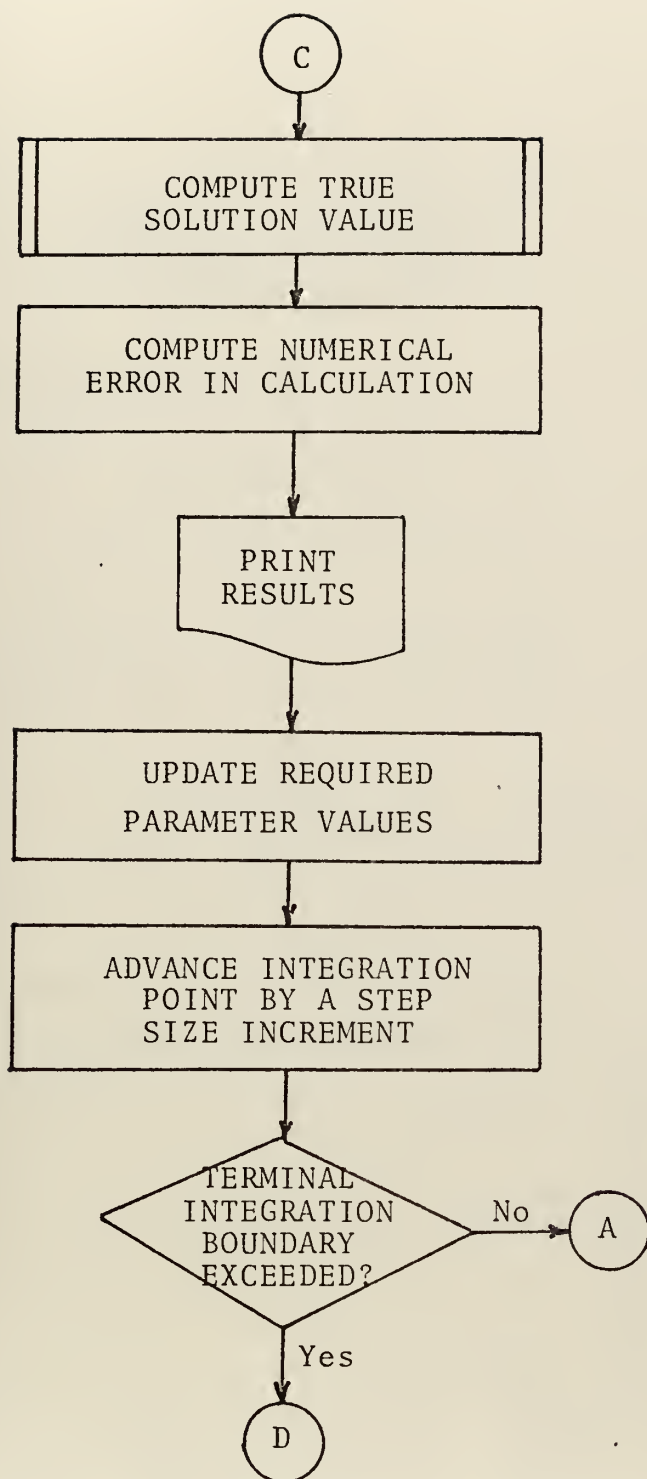 C
COMPUTE TRUE
SOLUTION VALUE
COMPUTE NUMERICAL
ERROR IN CALCULATION
PRINT
RESULTS
UPDATE REQUIRED
PARAMETER VALUES
ADVANCE INTEGRATION
POINT BY A STEP
SIZE INCREMENT
TERMINAL
INTEGRATION
BOUNDARY
EXCEEDED?
No
A
Yes
D